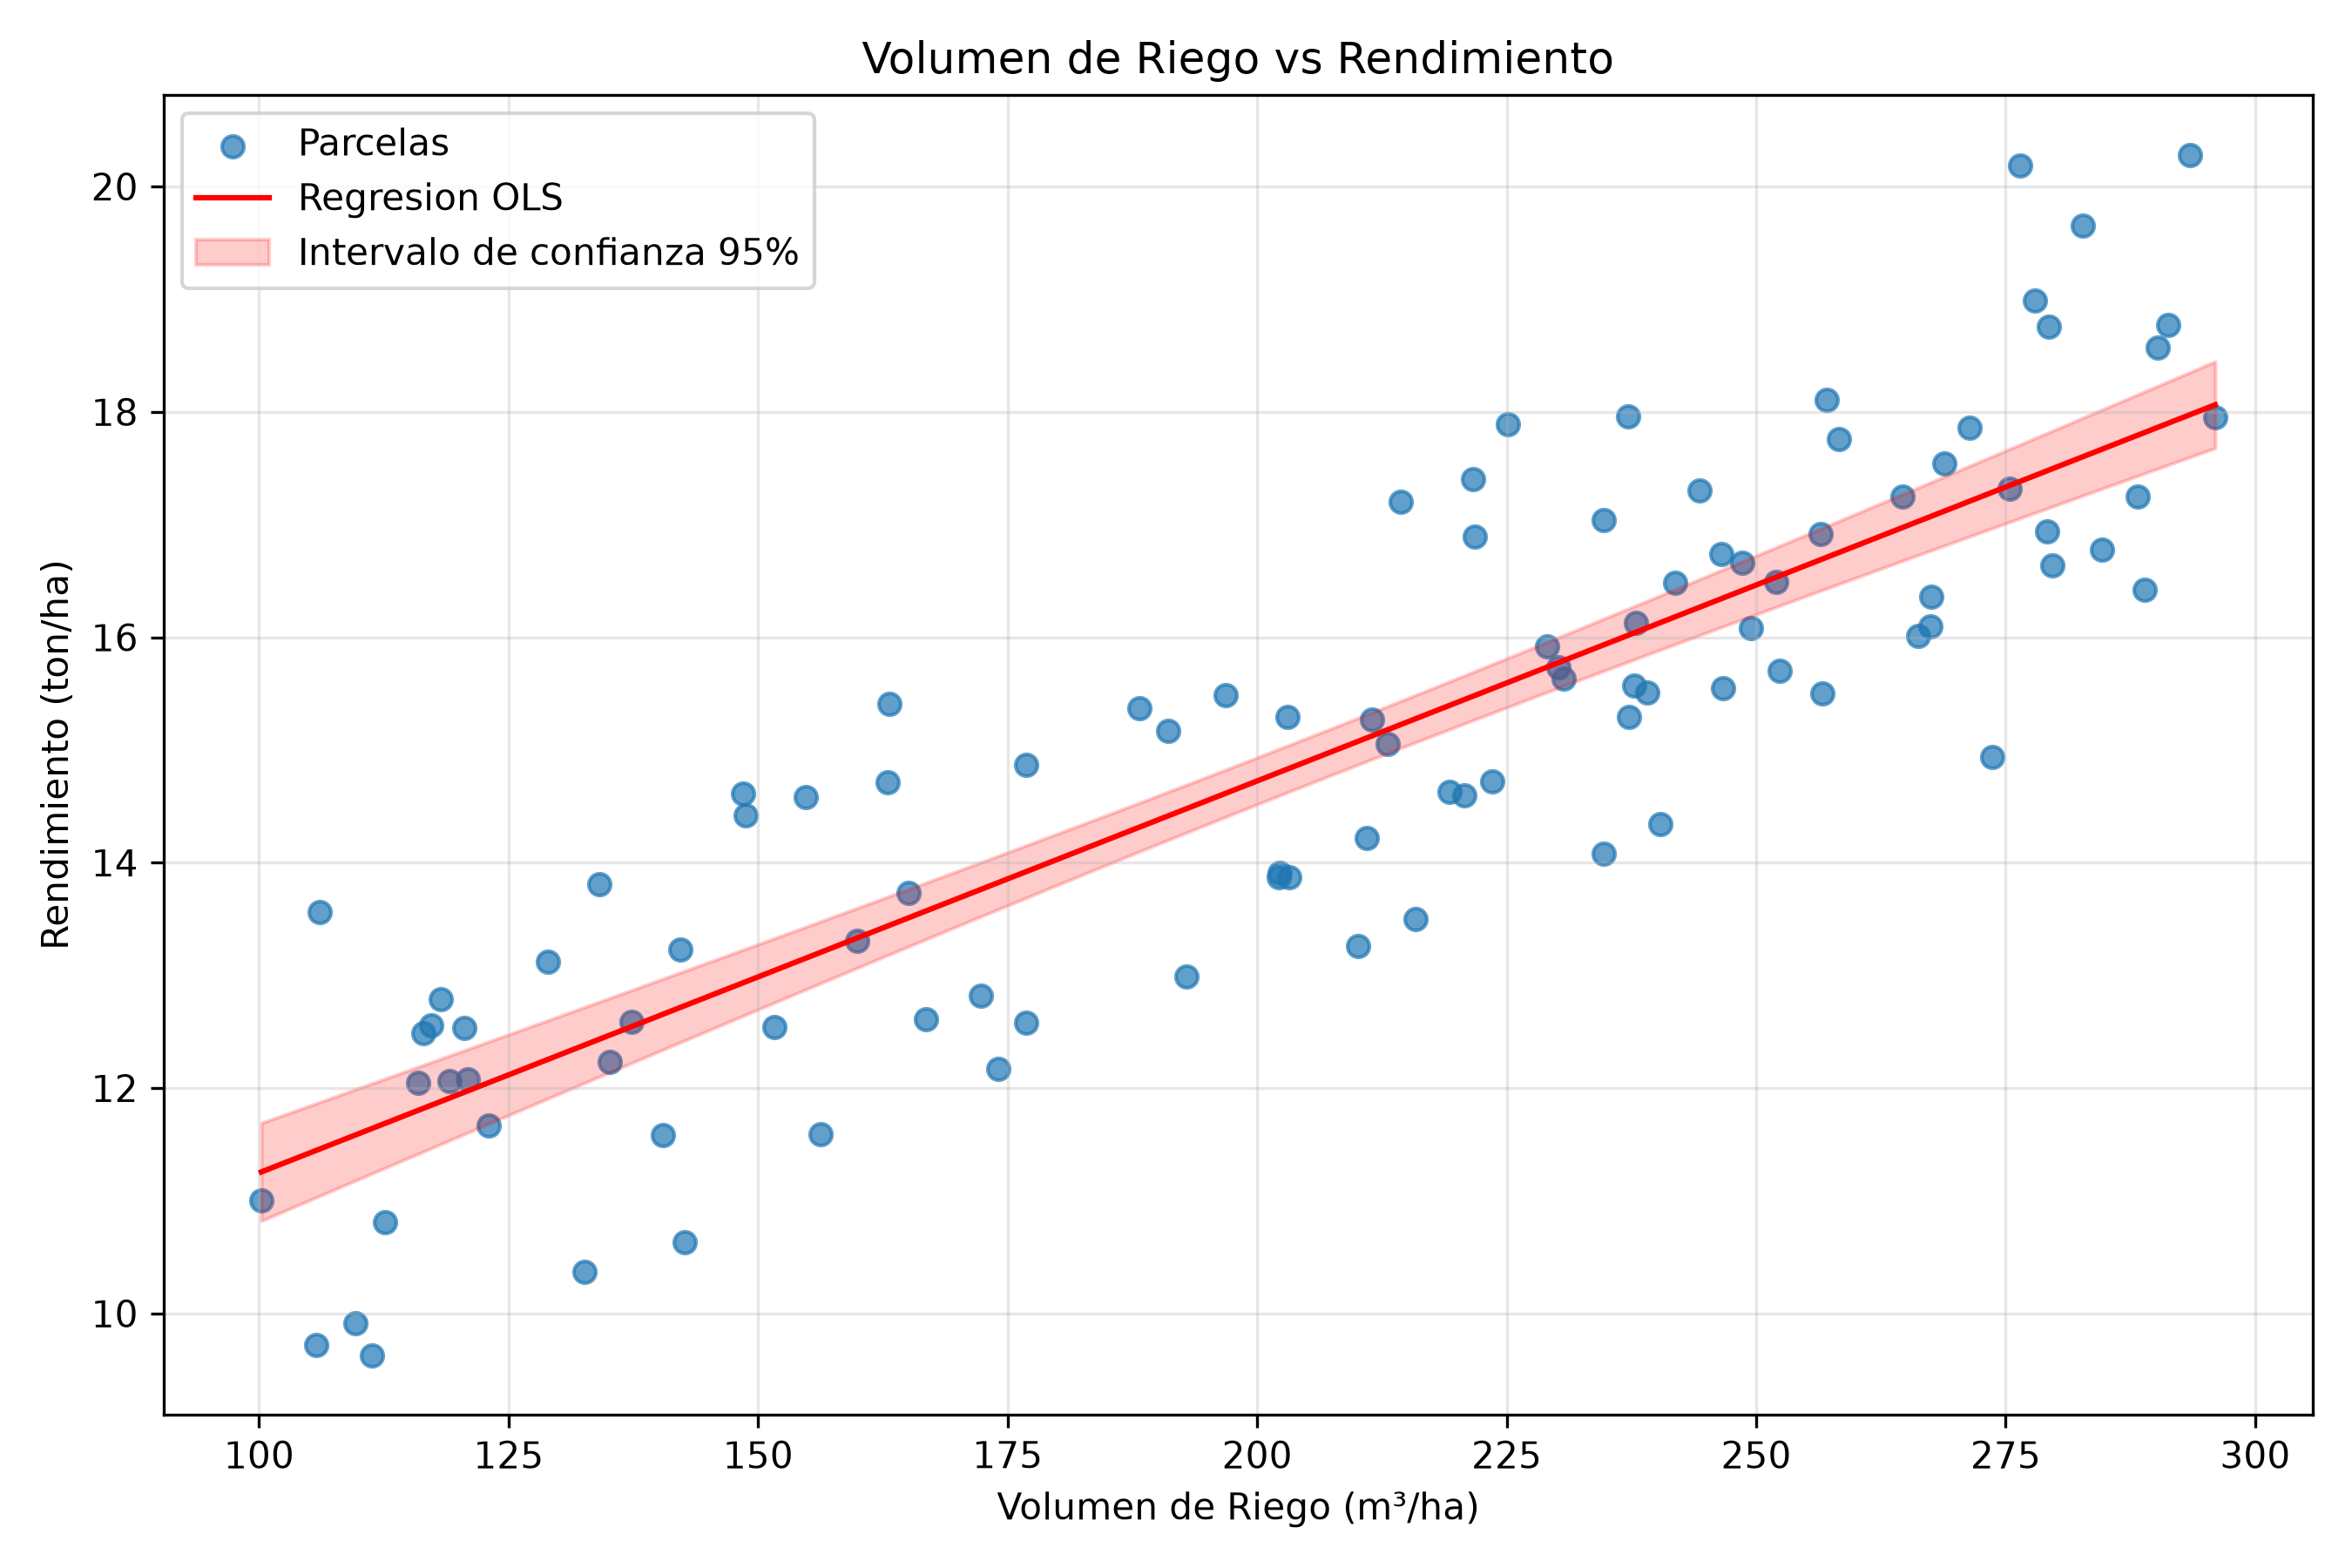 Volumen de Riego vs Rendimiento
Parcelas
Regresion OLS
Intervalo de confianza 95%
20
18
16
14
12
10
Rendimiento (ton/ha)
100 125 150 175 200 225 250 275 300
Volumen de Riego (m³/ha)